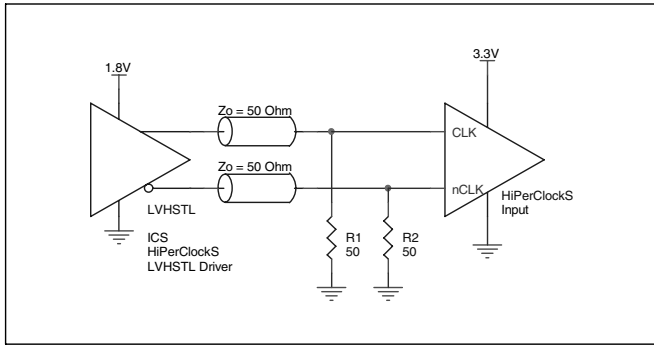 1.8V
3.3V
Zo = 50 Ohm
CLK
Zo = 50 Ohm
nCLK
HiPerClockS
Input
LVHSTL
ICS
HiPerClockS
LVHSTL Driver
R1
50
R2
50